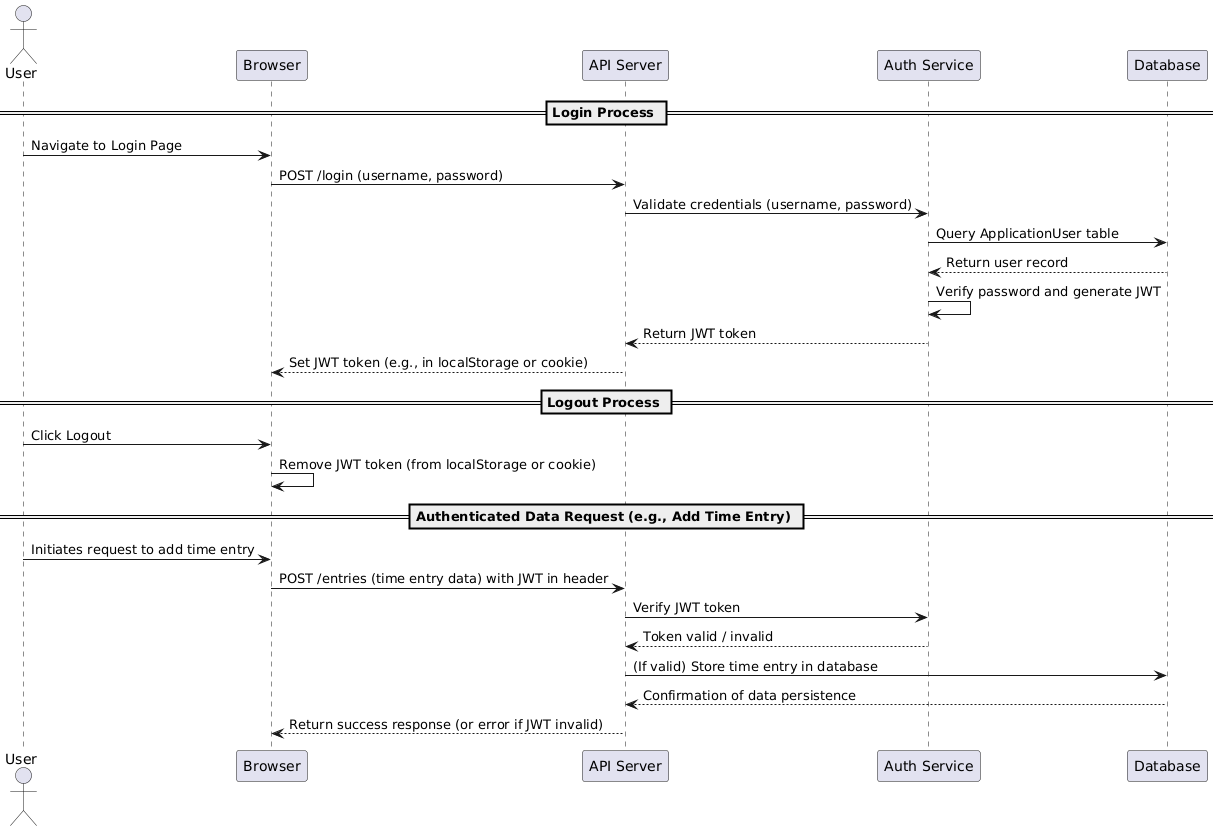 User
Browser
API Server
Auth Service
Database
Login Process
Navigate to Login Page
POST /login (username, password)
Validate credentials (username, password)
Query ApplicationUser table
Return user record
Verify password and generate JWT
Return JWT token
Set JWT token (e.g., in localStorage or cookie)
Logout Process
Click Logout
Remove JWT token (from localStorage or cookie)
Authenticated Data Request (e.g., Add Time Entry)
Initiates request to add time entry
POST /entries (time entry data) with JWT in header
Verify JWT token
Token valid / invalid
(If valid) Store time entry in database
Confirmation of data persistence
Return success response (or error if JWT invalid)
User
Browser
API Server
Auth Service
Database